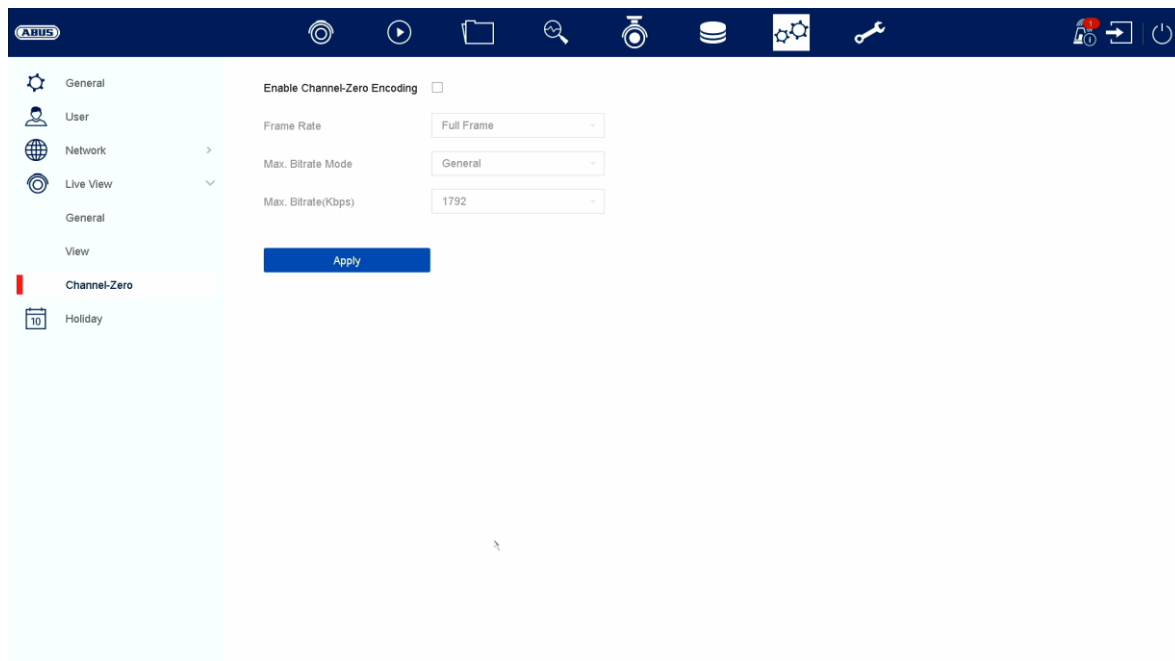 ABUS
1
General
User
Network
Live View
General
View
Channel-Zero
10
Holiday
Enable Channel-Zero Encoding
Frame Rate Full Frame
Max. Bitrate Mode General
Max. Bitrate(Kbps) 1792
Apply